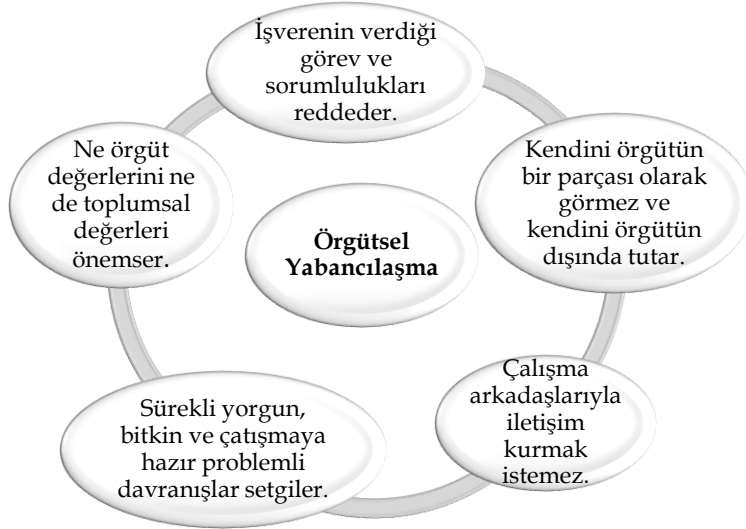 İşverenin verdiği
görev ve
sorumlulukları
reddeder.
Kendini örgütün
bir parçası olarak
görmez ve
kendini örgütün
dışında tutar.
Çalışma
arkadaşlarıyla
iletişim
kurmak
istemez.
Sürekli yorgun,
bitkin ve çatışmaya
hazır problemli
davranışlar setgiler.
Ne örgüt
değerlerini ne
de toplumsal
değerleri
önemser.
Örgütsel
Yabancılaşma